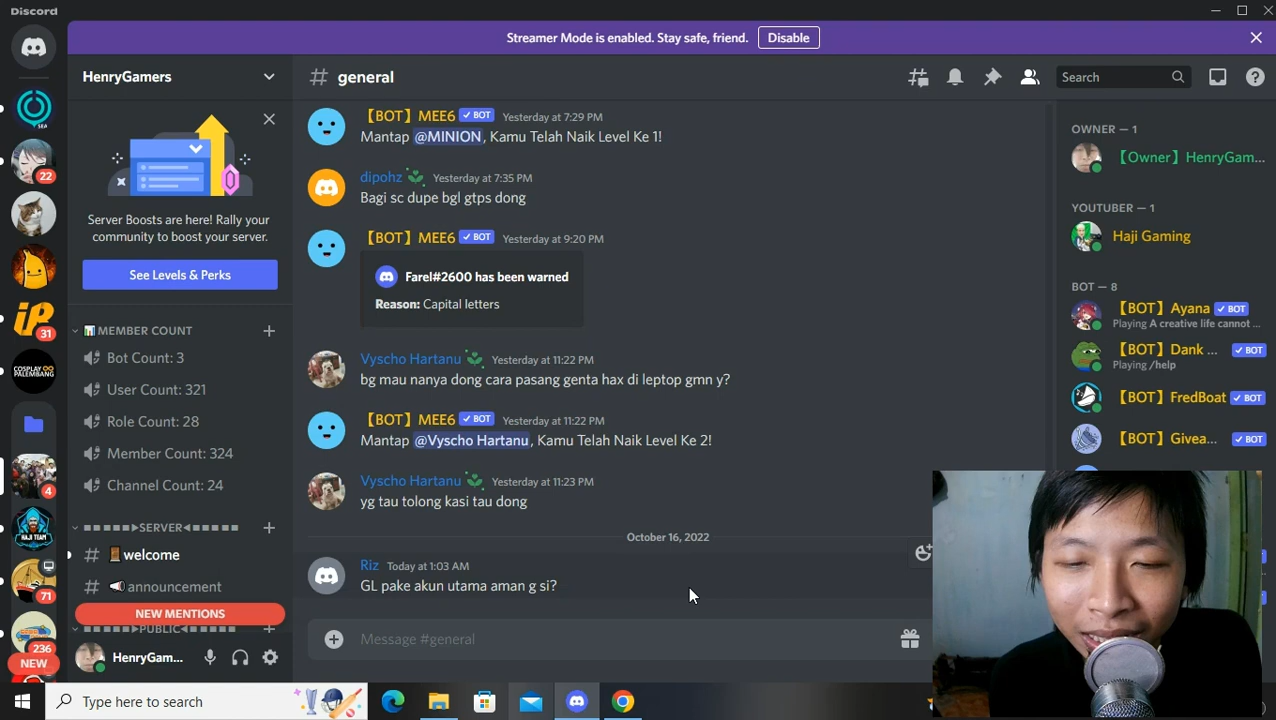 Discord
Streamer Mode is enabled. Stay safe, friend. Disable
HenryGamers
# general
Search
22
31
COSPLAY
PALEMBANG
4
HAJI TEAM
71
236
NEW
Server Boosts are here! Rally your
community to boost your server.
See Levels & Perks
📊MEMBER COUNT
Bot Count: 3
User Count: 321
Role Count: 28
Member Count: 324
Channel Count: 24
SERVER
# 🚪welcome
# 📢announcement
NEW MENTIONS
PUBLIC
HenryGam...
【BOT】MEE6 ✔ BOT Yesterday at 7:29 PM
Mantap @MINION, Kamu Telah Naik Level Ke 1!
dipohz Yesterday at 7:35 PM
Bagi sc dupe bgl gtps dong
【BOT】MEE6 ✔ BOT Yesterday at 9:20 PM
Farel#2600 has been warned
Reason: Capital letters
Vyscho Hartanu Yesterday at 11:22 PM
bg mau nanya dong cara pasang genta hax di leptop gmn y?
【BOT】MEE6 ✔ BOT Yesterday at 11:22 PM
Mantap @Vyscho Hartanu, Kamu Telah Naik Level Ke 2!
Vyscho Hartanu Yesterday at 11:23 PM
yg tau tolong kasi tau dong
October 16, 2022
Riz Today at 1:03 AM
GL pake akun utama aman g si?
Message #general
OWNER — 1
【Owner】HenryGam...
YOUTUBER — 1
Haji Gaming
BOT — 8
【BOT】Ayana ✔ BOT
Playing A creative life cannot ...
【BOT】Dank ... ✔ BOT
Playing /help
【BOT】FredBoat ✔ BOT
【BOT】Givea... ✔ BOT
Type here to search